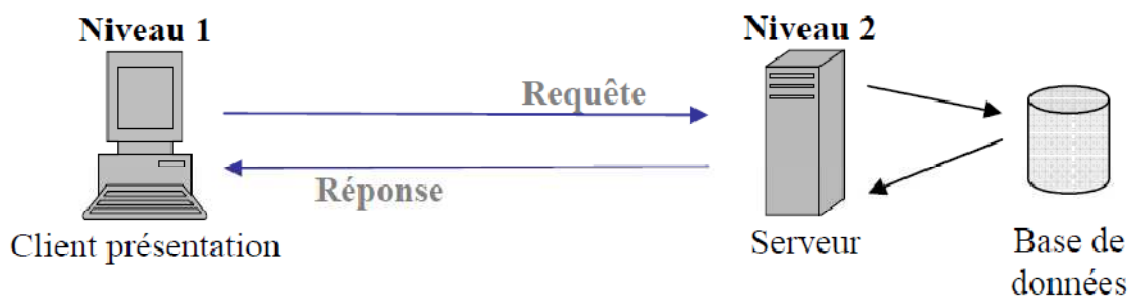 Niveau 1
Niveau 2
Requête
Réponse
Client présentation
Serveur
Base de
données